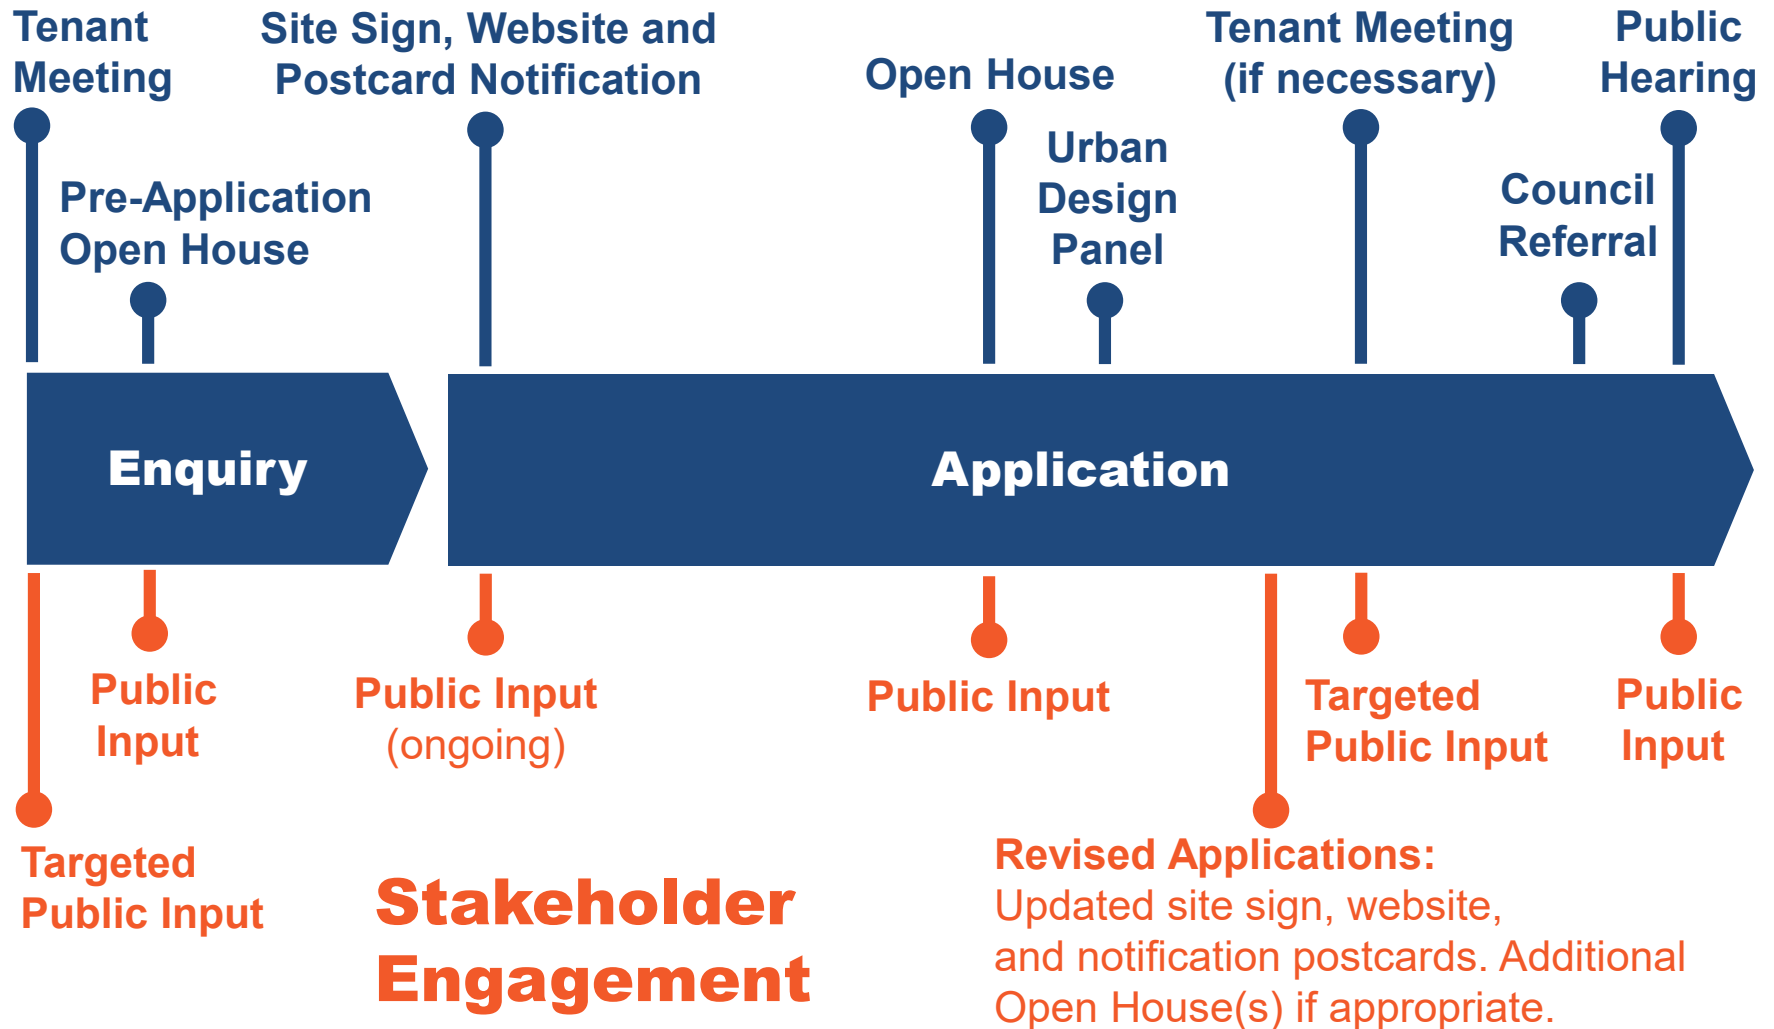 Tenant
Meeting
Site Sign, Website and
Postcard Notification
Open House
Tenant Meeting
(if necessary)
Public
Hearing
Pre-Application
Open House
Urban
Design
Panel
Council
Referral
Enquiry
Application
Public
Input
Public Input
(ongoing)
Public Input
Targeted
Public Input
Public
Input
Targeted
Public Input
Stakeholder
Engagement
Revised Applications:
Updated site sign, website,
and notification postcards. Additional
Open House(s) if appropriate.